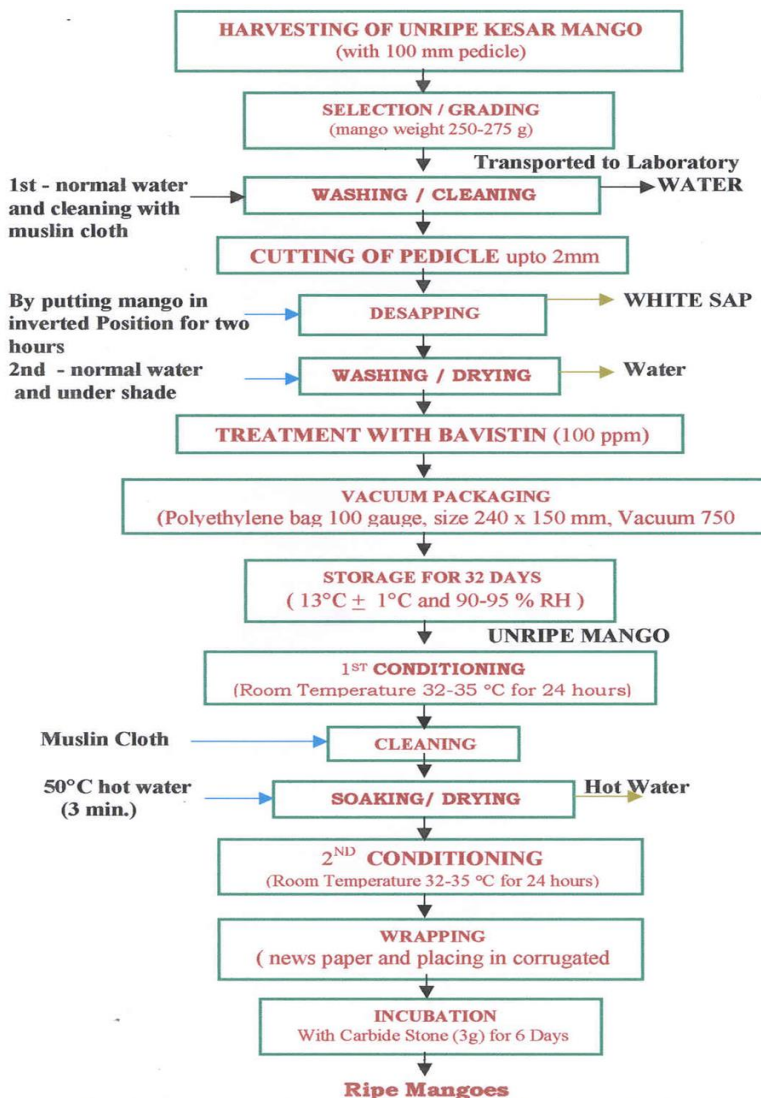 HARVESTING OF UNRIPE KESAR MANGO
(with 100 mm pedicle)
SELECTION / GRADING
(mango weight 250-275 g)
Transported to Laboratory
1st - normal water
and cleaning with
muslin cloth
WASHING / CLEANING
WATER
CUTTING OF PEDICLE upto 2mm
By putting mango in
inverted Position for two
hours
DESAPPING
WHITE SAP
2nd - normal water
and under shade
WASHING / DRYING
Water
TREATMENT WITH BAVISTIN (100 ppm)
VACUUM PACKAGING
(Polyethylene bag 100 gauge, size 240 x 150 mm, Vacuum 750
STORAGE FOR 32 DAYS
( 13°C ± 1°C and 90-95 % RH )
UNRIPE MANGO
1ST CONDITIONING
(Room Temperature 32-35 °C for 24 hours)
Muslin Cloth
CLEANING
50°C hot water
(3 min.)
SOAKING/ DRYING
Hot Water
2ND CONDITIONING
(Room Temperature 32-35 °C for 24 hours)
WRAPPING
( news paper and placing in corrugated
INCUBATION
With Carbide Stone (3g) for 6 Days
Ripe Mangoes